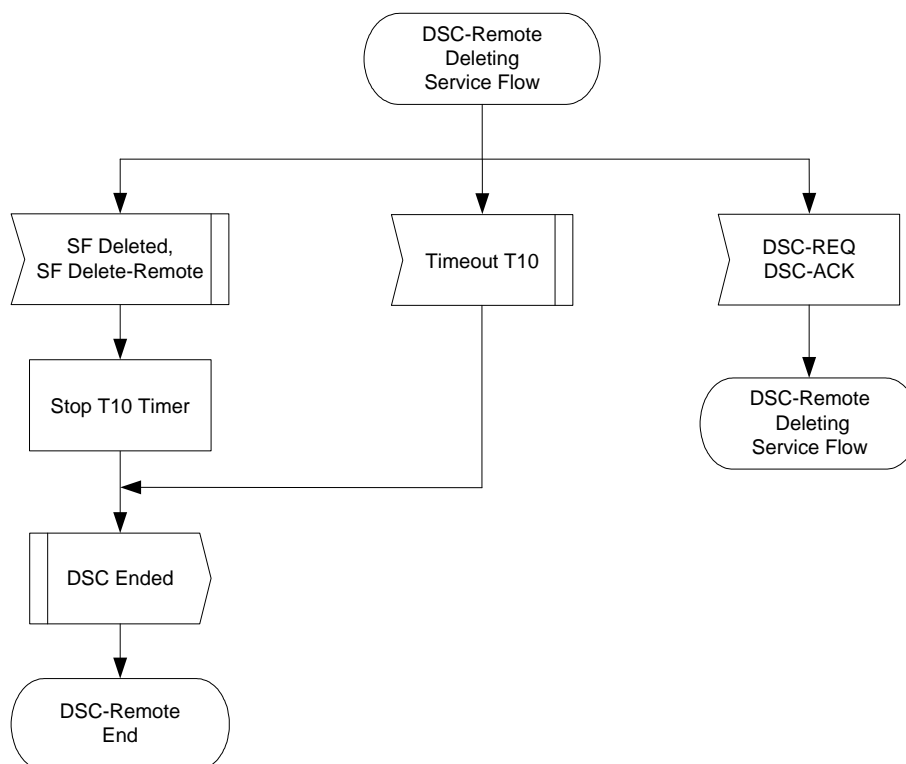 DSC-Remote
Deleting
Service Flow
SF Deleted,
SF Delete-Remote
Timeout T10
DSC-REQ
DSC-ACK
Stop T10 Timer
DSC-Remote
Deleting
Service Flow
DSC Ended
DSC-Remote
End